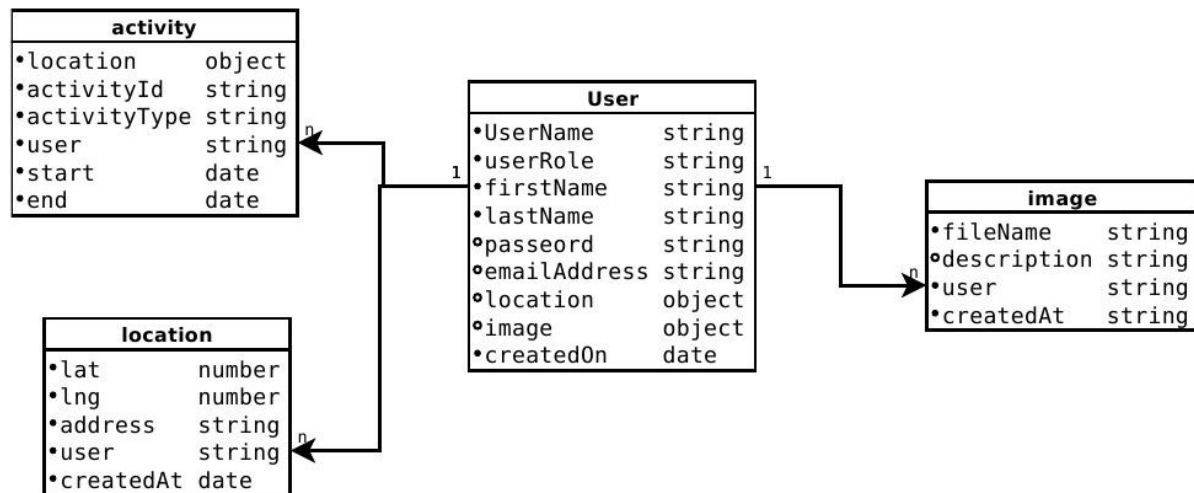 activity
•location object
•activityId string
•activityType string
•user string
•start date
•end date
n
1
User
•UserName string
•userRole string
•firstName string
•lastName string
∘passeord string
∘emailAddress string
∘location object
∘image object
•createdOn date
1
n
image
•fileName string
∘description string
•user string
•createdAt string
location
•lat number
•lng number
•address string
•user string
•createdAt date
n